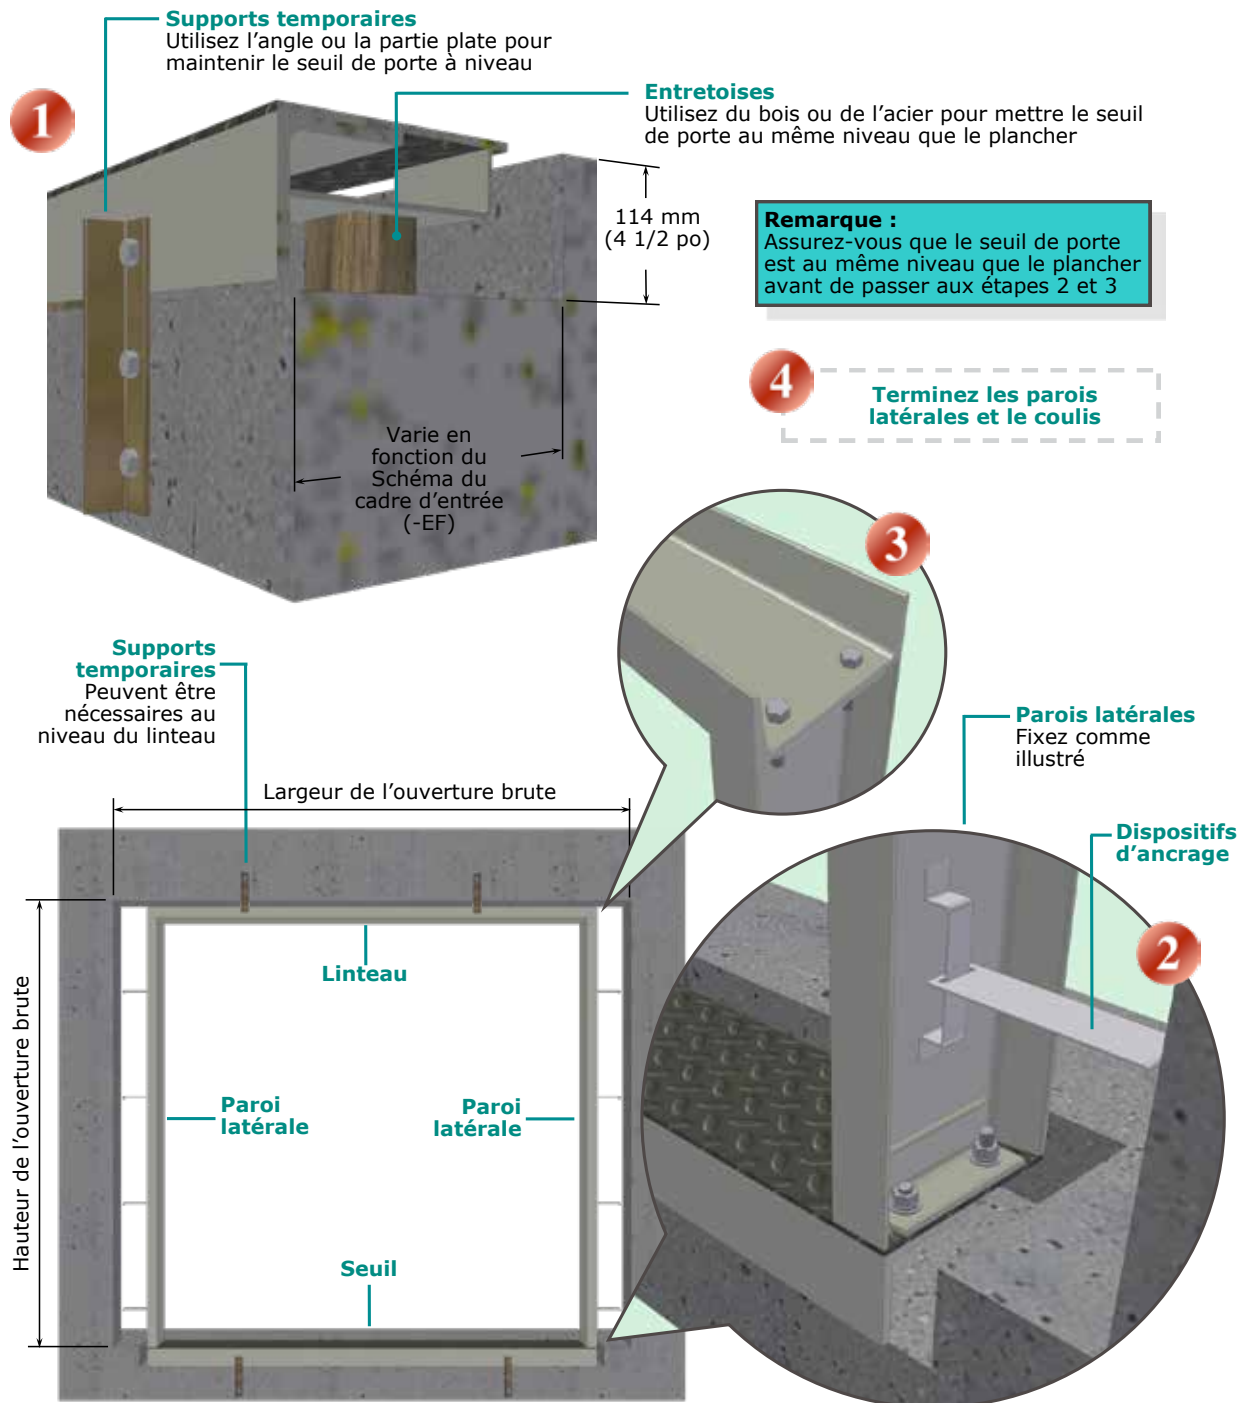 Supports temporaires
Utilisez l’angle ou la partie plate pour
maintenir le seuil de porte à niveau
1
Entretoises
Utilisez du bois ou de l’acier pour mettre le seuil
de porte au même niveau que le plancher
114 mm
(4 1/2 po)
Remarque :
Assurez-vous que le seuil de porte
est au même niveau que le plancher
avant de passer aux étapes 2 et 3
4
Terminez les parois
latérales et le coulis
Varie en
fonction du
Schéma du
cadre d’entrée
(-EF)
3
Supports
temporaires
Peuvent être
nécessaires au
niveau du linteau
Parois latérales
Fixez comme
illustré
Largeur de l’ouverture brute
Dispositifs
d’ancrage
2
Linteau
Hauteur de l’ouverture brute
Paroi
latérale
Paroi
latérale
Seuil